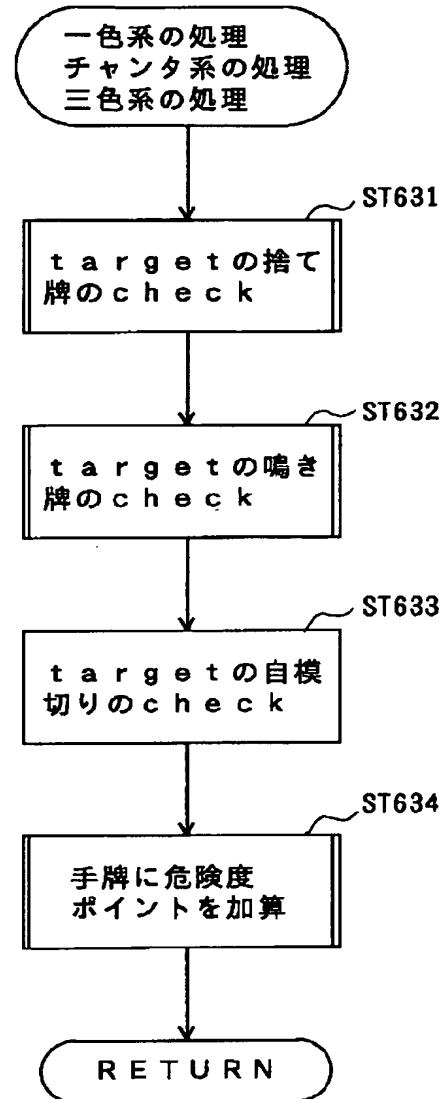 一色系の処理
チャンタ系の処理
三色系の処理
ST631
ｔａｒｇｅｔの捨て
牌のｃｈｅｃｋ
ST632
ｔａｒｇｅｔの鳴き
牌のｃｈｅｃｋ
ST633
ｔａｒｇｅｔの自模
切りのｃｈｅｃｋ
ST634
手牌に危険度
ポイントを加算
ＲＥＴＵＲＮ